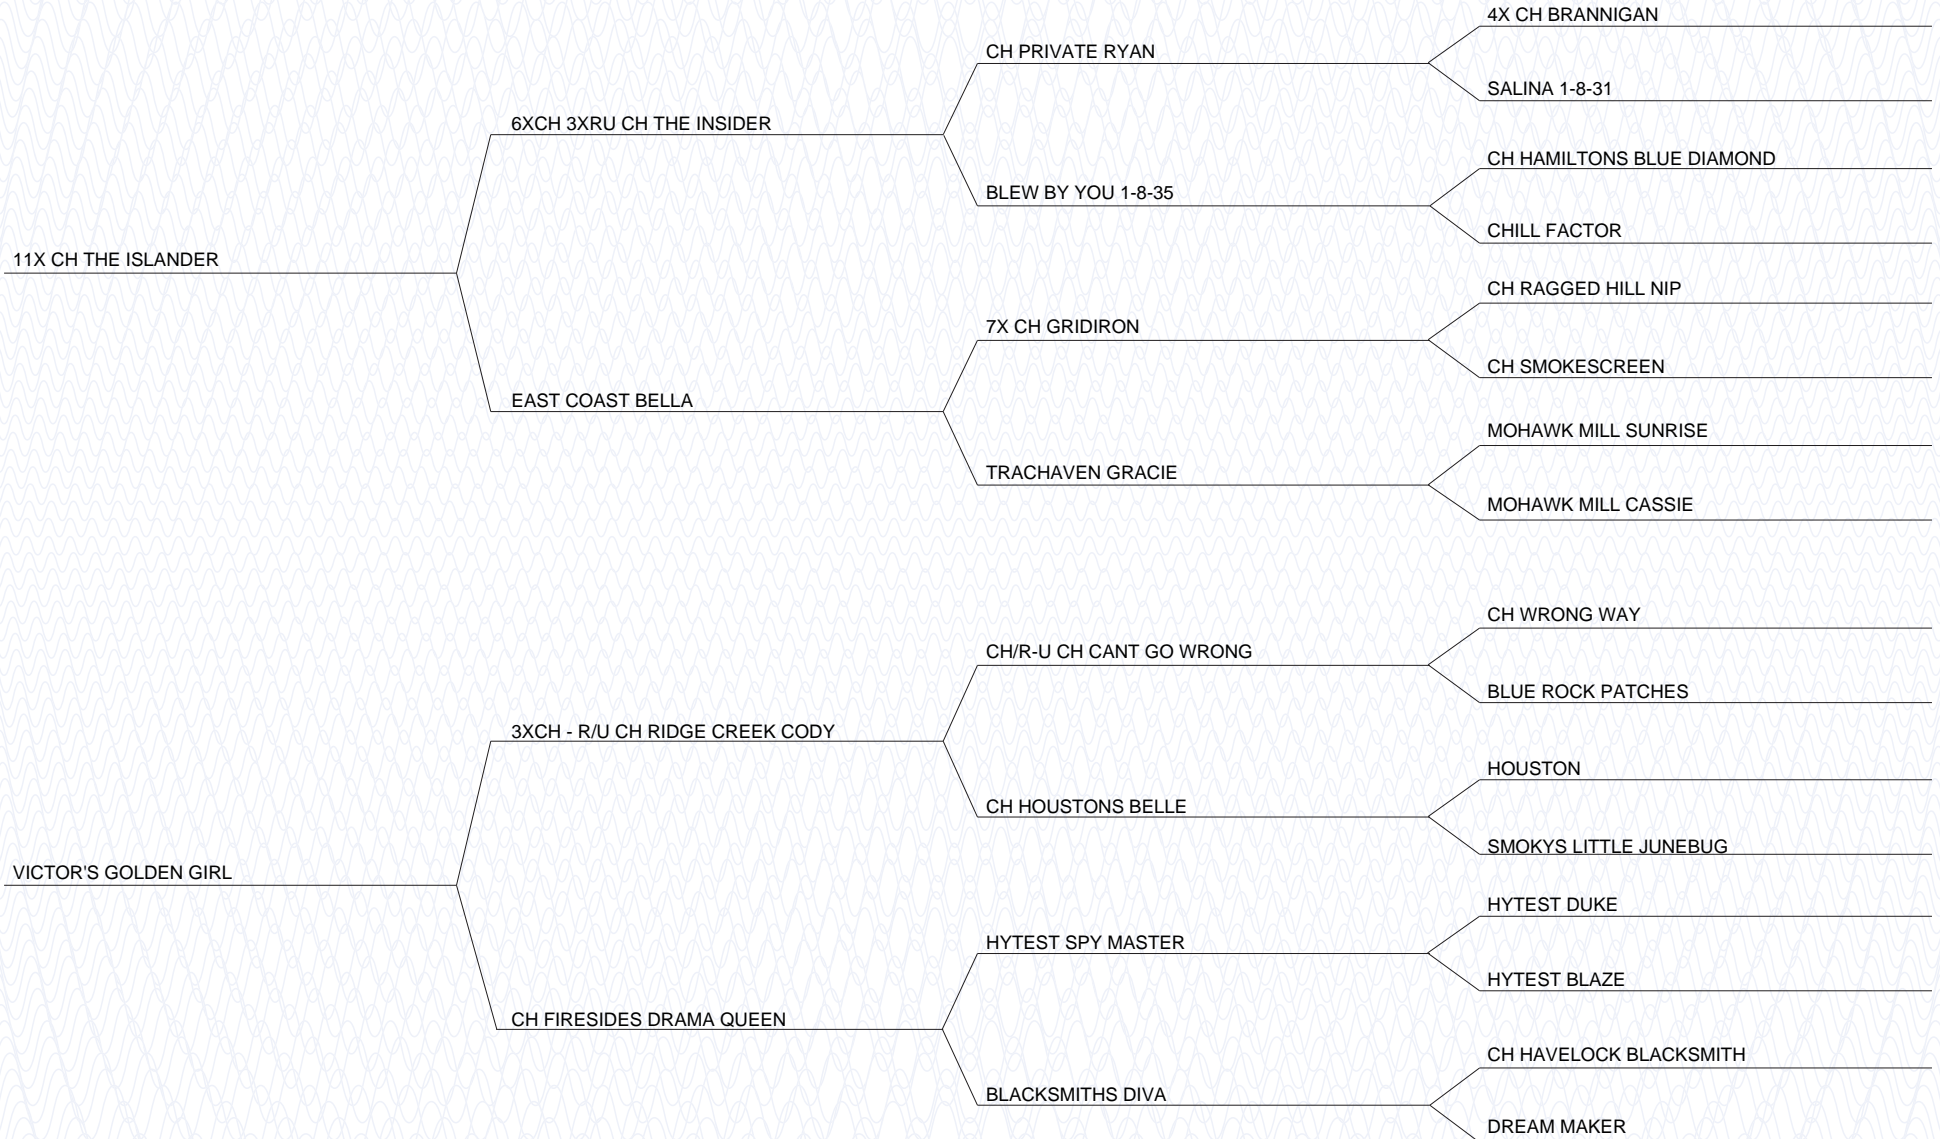 4X CH BRANNIGAN
CH PRIVATE RYAN
SALINA 1-8-31
6XCH 3XRU CH THE INSIDER
CH HAMILTONS BLUE DIAMOND
BLEW BY YOU 1-8-35
CHILL FACTOR
11X CH THE ISLANDER
CH RAGGED HILL NIP
7X CH GRIDIRON
CH SMOKESCREEN
EAST COAST BELLA
MOHAWK MILL SUNRISE
TRACHAVEN GRACIE
MOHAWK MILL CASSIE
CH WRONG WAY
CH/R-U CH CANT GO WRONG
BLUE ROCK PATCHES
3XCH - R/U CH RIDGE CREEK CODY
HOUSTON
CH HOUSTONS BELLE
SMOKYS LITTLE JUNEBUG
VICTOR'S GOLDEN GIRL
HYTEST DUKE
HYTEST SPY MASTER
HYTEST BLAZE
CH FIRESIDES DRAMA QUEEN
CH HAVELOCK BLACKSMITH
BLACKSMITHS DIVA
DREAM MAKER